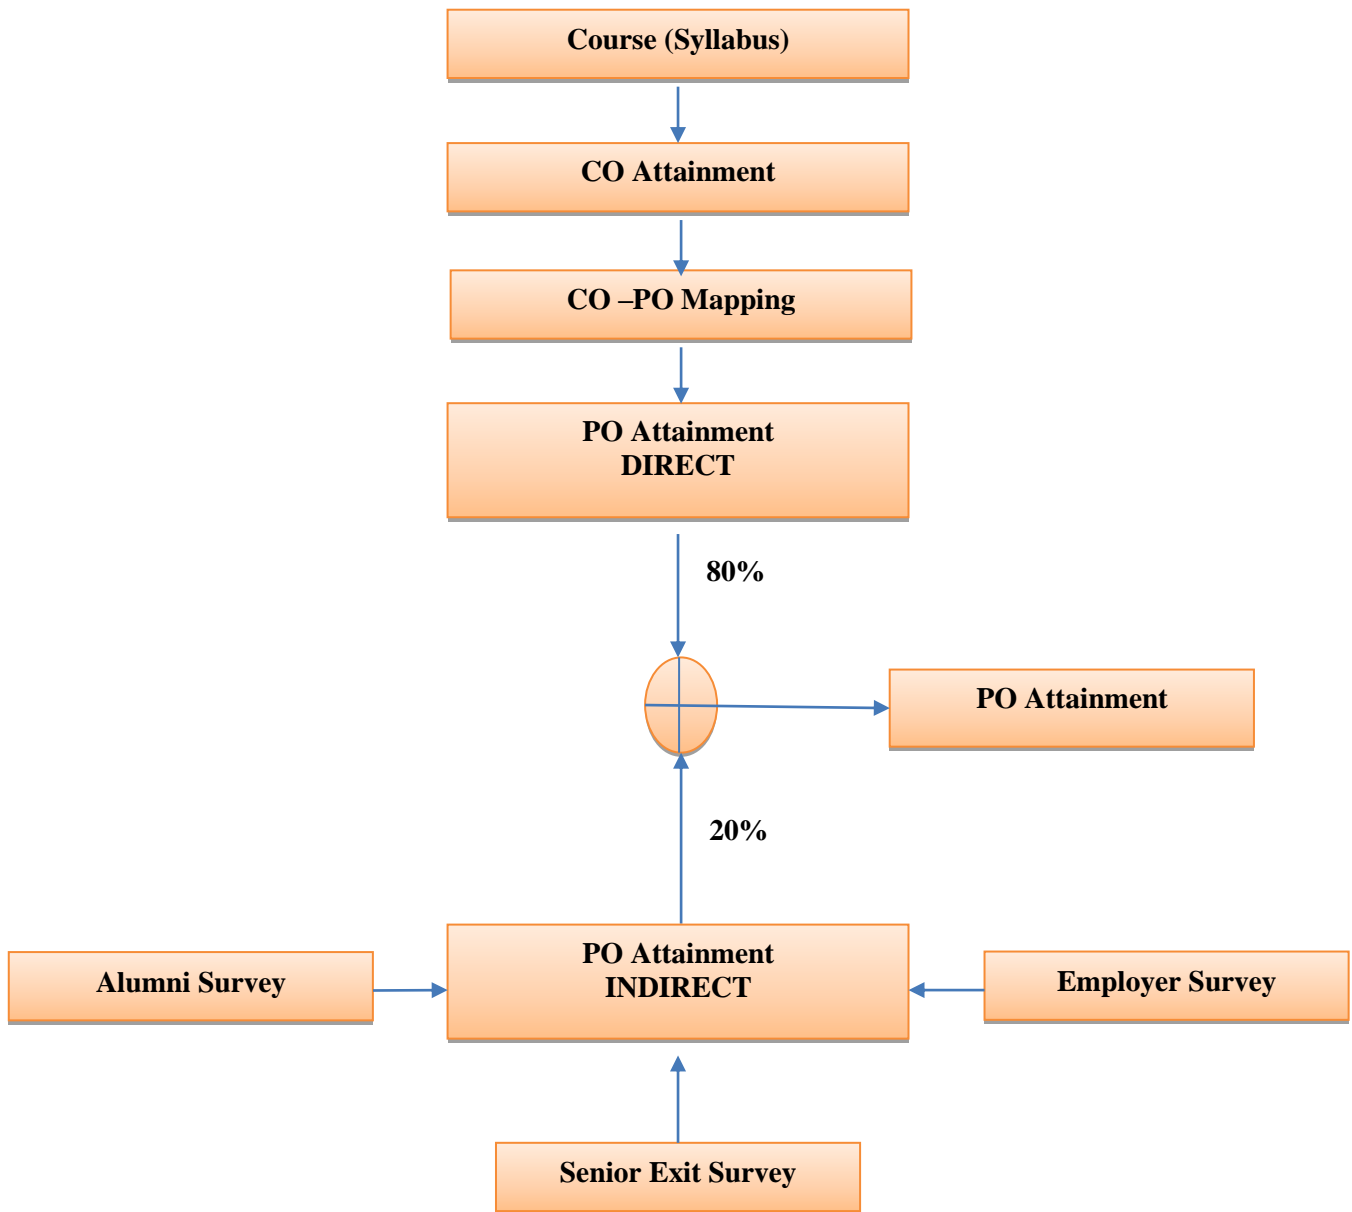 Course (Syllabus)
CO Attainment
CO –PO Mapping
PO Attainment
DIRECT
80%
PO Attainment
20%
PO Attainment
INDIRECT
Alumni Survey
Employer Survey
Senior Exit Survey